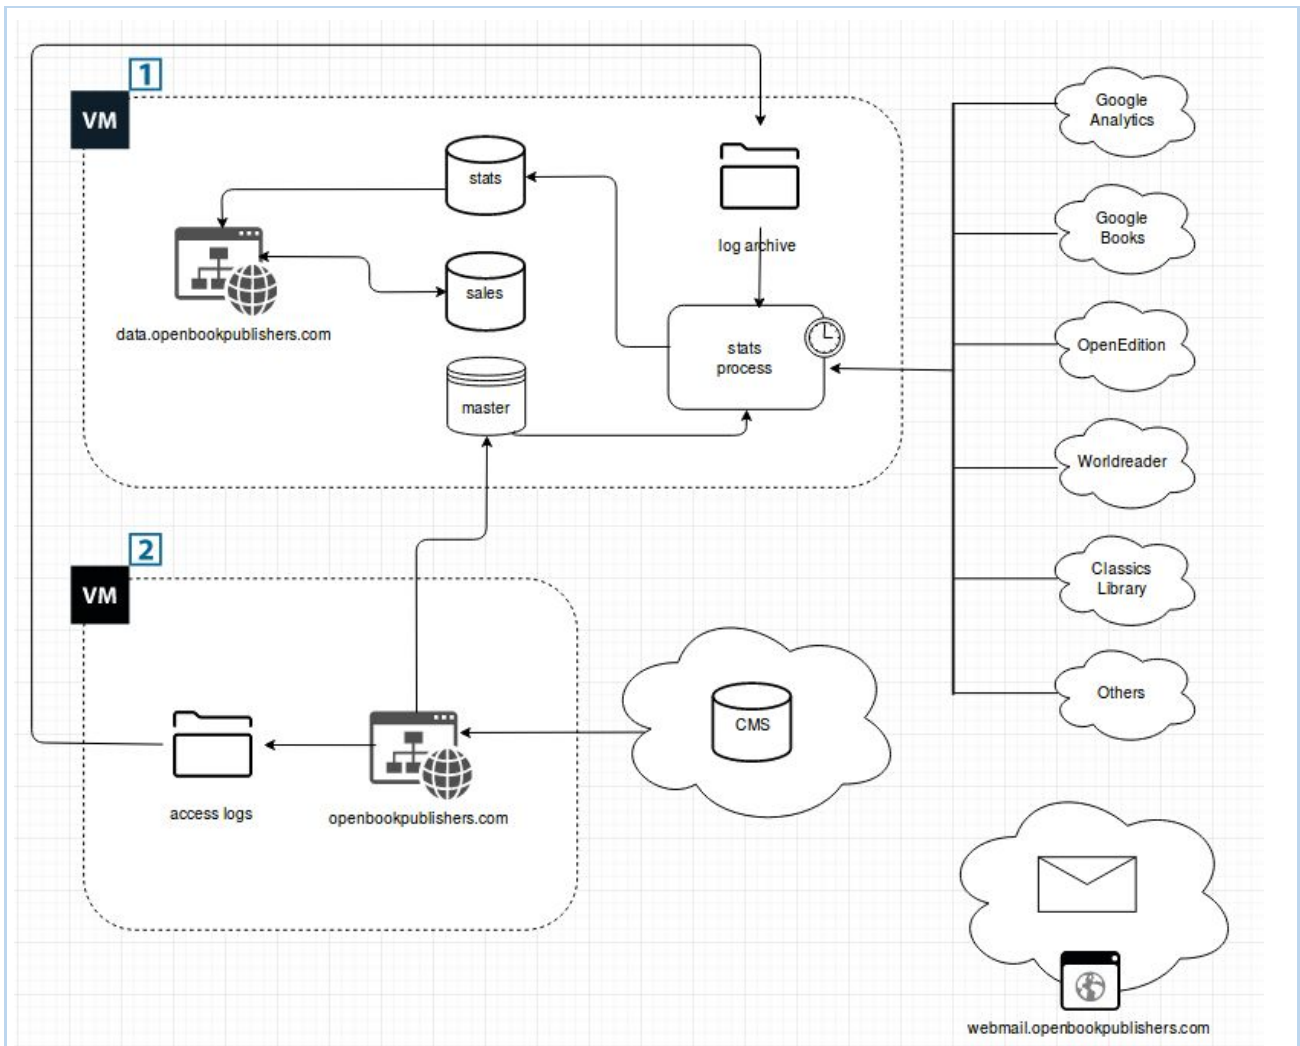 1
VM
stats
data.openbookpublishers.com
sales
master
log archive
stats
process
Google
Analytics
Google
Books
OpenEdition
Worldreader
Classics
Library
Others
2
VM
access logs
openbookpublishers.com
CMS
webmail.openbookpublishers.com